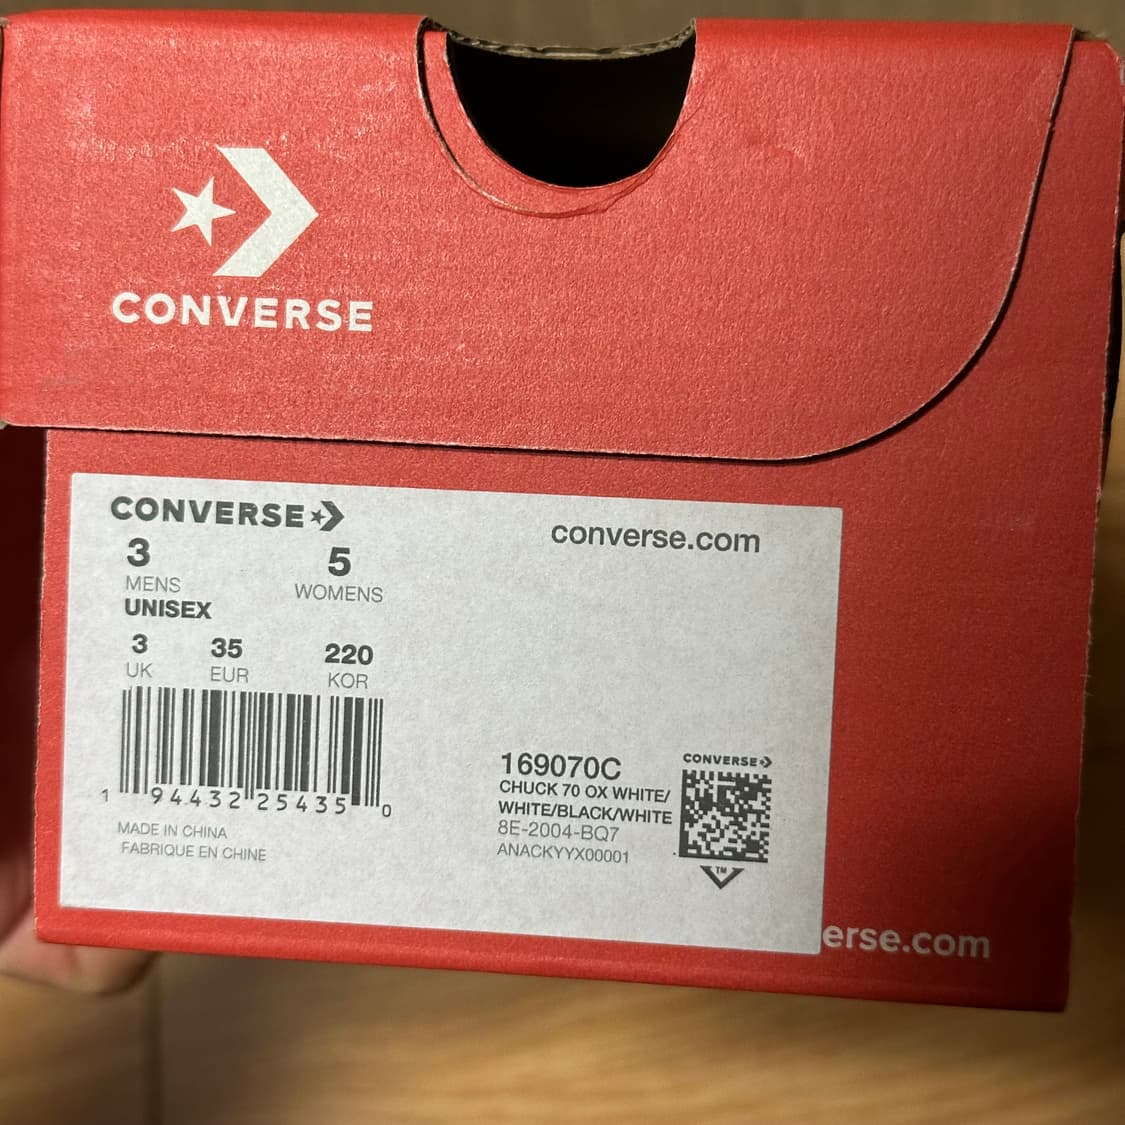 CONVERSE
CONVERSE
converse.com
3 5
MENS WOMENS
UNISEX
3 35 220
UK EUR KOR
1 94432 25435 0
MADE IN CHINA
FABRIQUE EN CHINE
169070C
CHUCK 70 OX WHITE/
WHITE/BLACK/WHITE
8E-2004-BQ7
ANACKYYX00001
CONVERSE
TM
erse.com